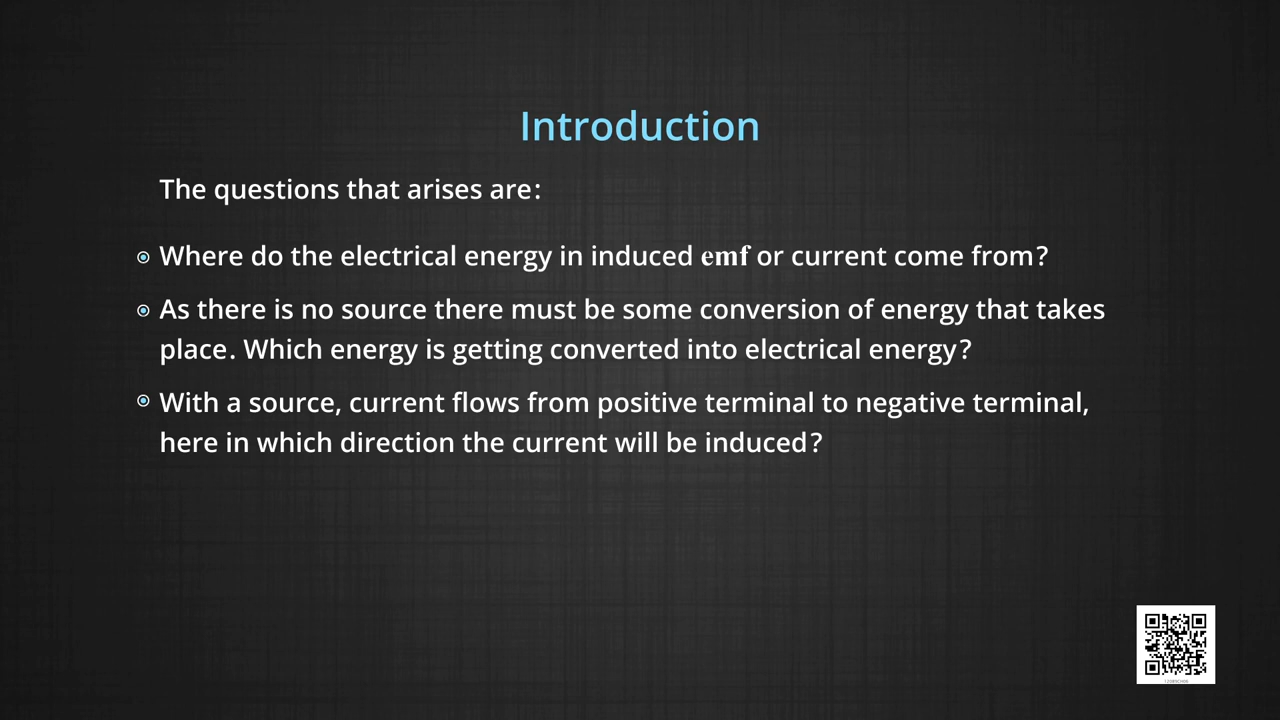 Introduction
The questions that arises are:
Where do the electrical energy in induced emf or current come from?
As there is no source there must be some conversion of energy that takes
place. Which energy is getting converted into electrical energy?
With a source, current flows from positive terminal to negative terminal,
here in which direction the current will be induced?